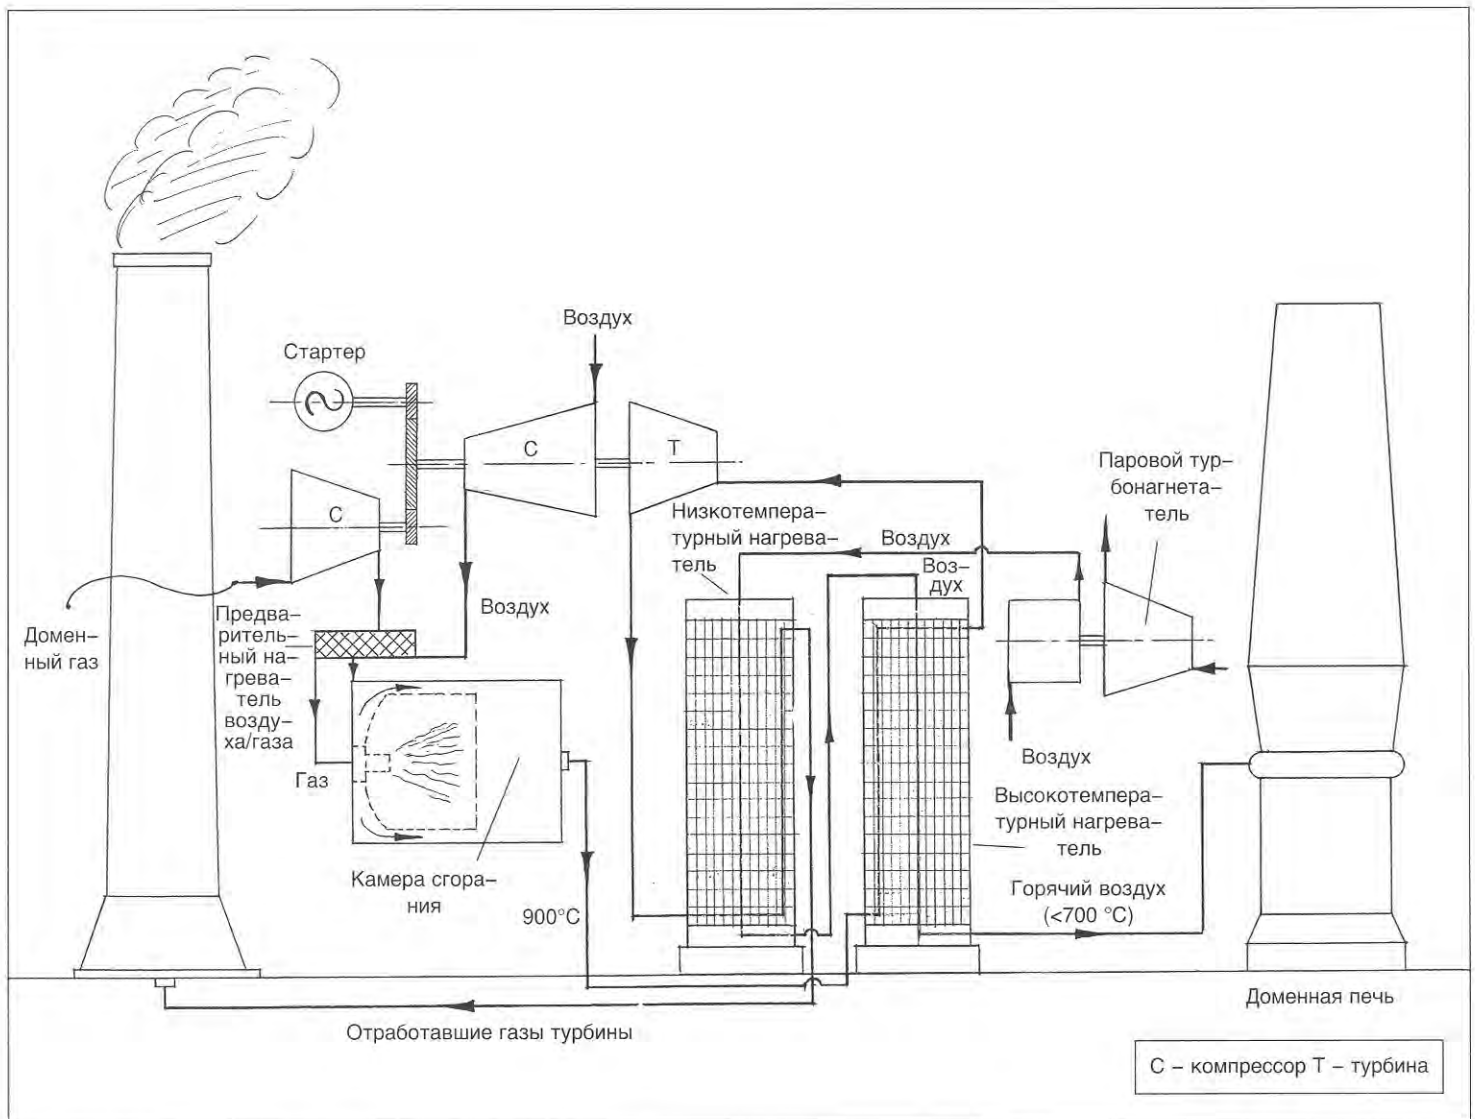 Воздух
Стартер
С
Т
С
Паровой тур-
бонагнета-
тель
Низкотемпера-
турный нагрева-
тель
Воздух
Воз-
дух
Воздух
Домен-
ный газ
Предва-
ритель-
ный на-
грева-
тель
возду-
ха/газа
Газ
Воздух
Высокотемпера-
турный нагрева-
тель
Камера сгора-
ния
900°С
Горячий воздух
(<700 °С)
Доменная печь
Отработавшие газы турбины
С – компрессор Т – турбина